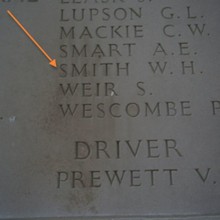 LUPSON G.L.
MACKIE C.W.
SMART A.E.
SMITH W.H.
WEIR S.
WESCOMBE
DRIVER
PREWETT V.